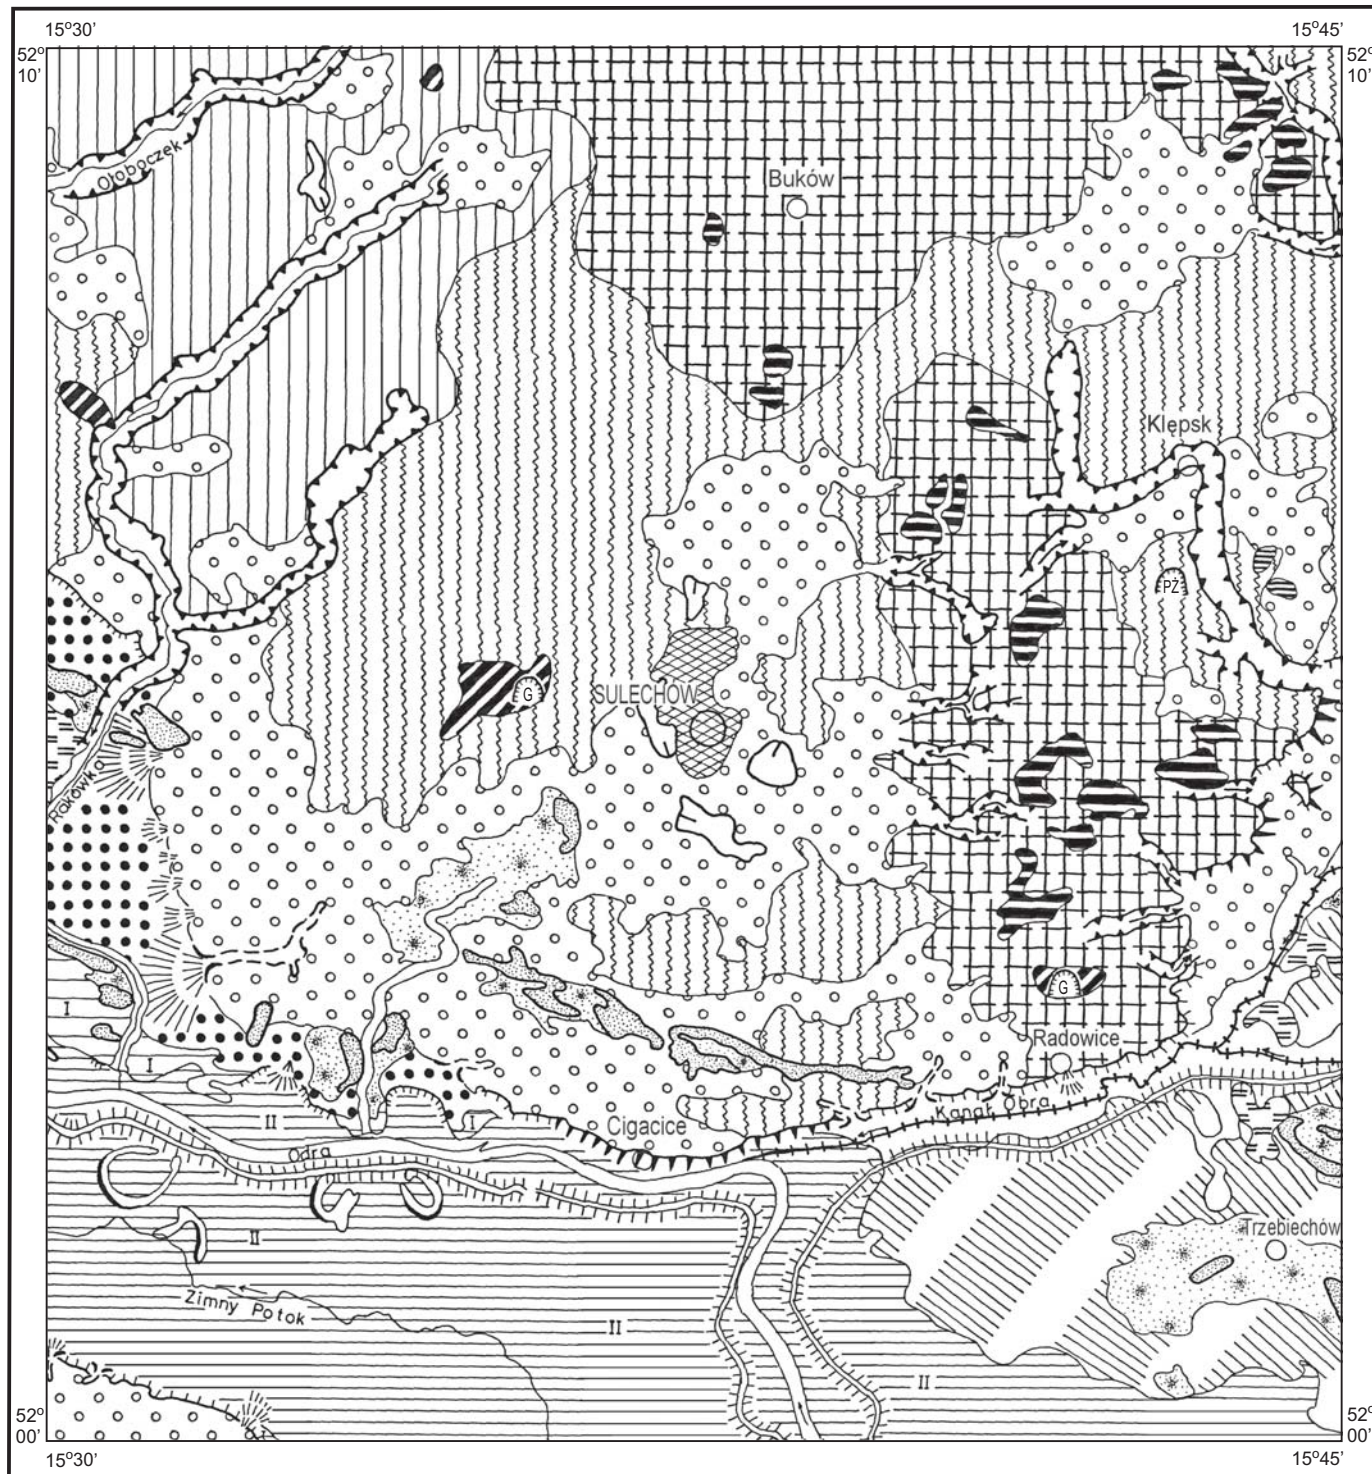 15°30’
15°45’
52°
10’
52°
10’
Ołoboczek
Buków
Klępsk
PŻ
SULECHÓW
G
Rakówka
G
I
Radowice
I
Kanał Obra
II
I
Cigacice
Odra
II
Trzebiechów
Zimny Potok
II
II
52°
00’
52°
00’
15°30’
15°45’